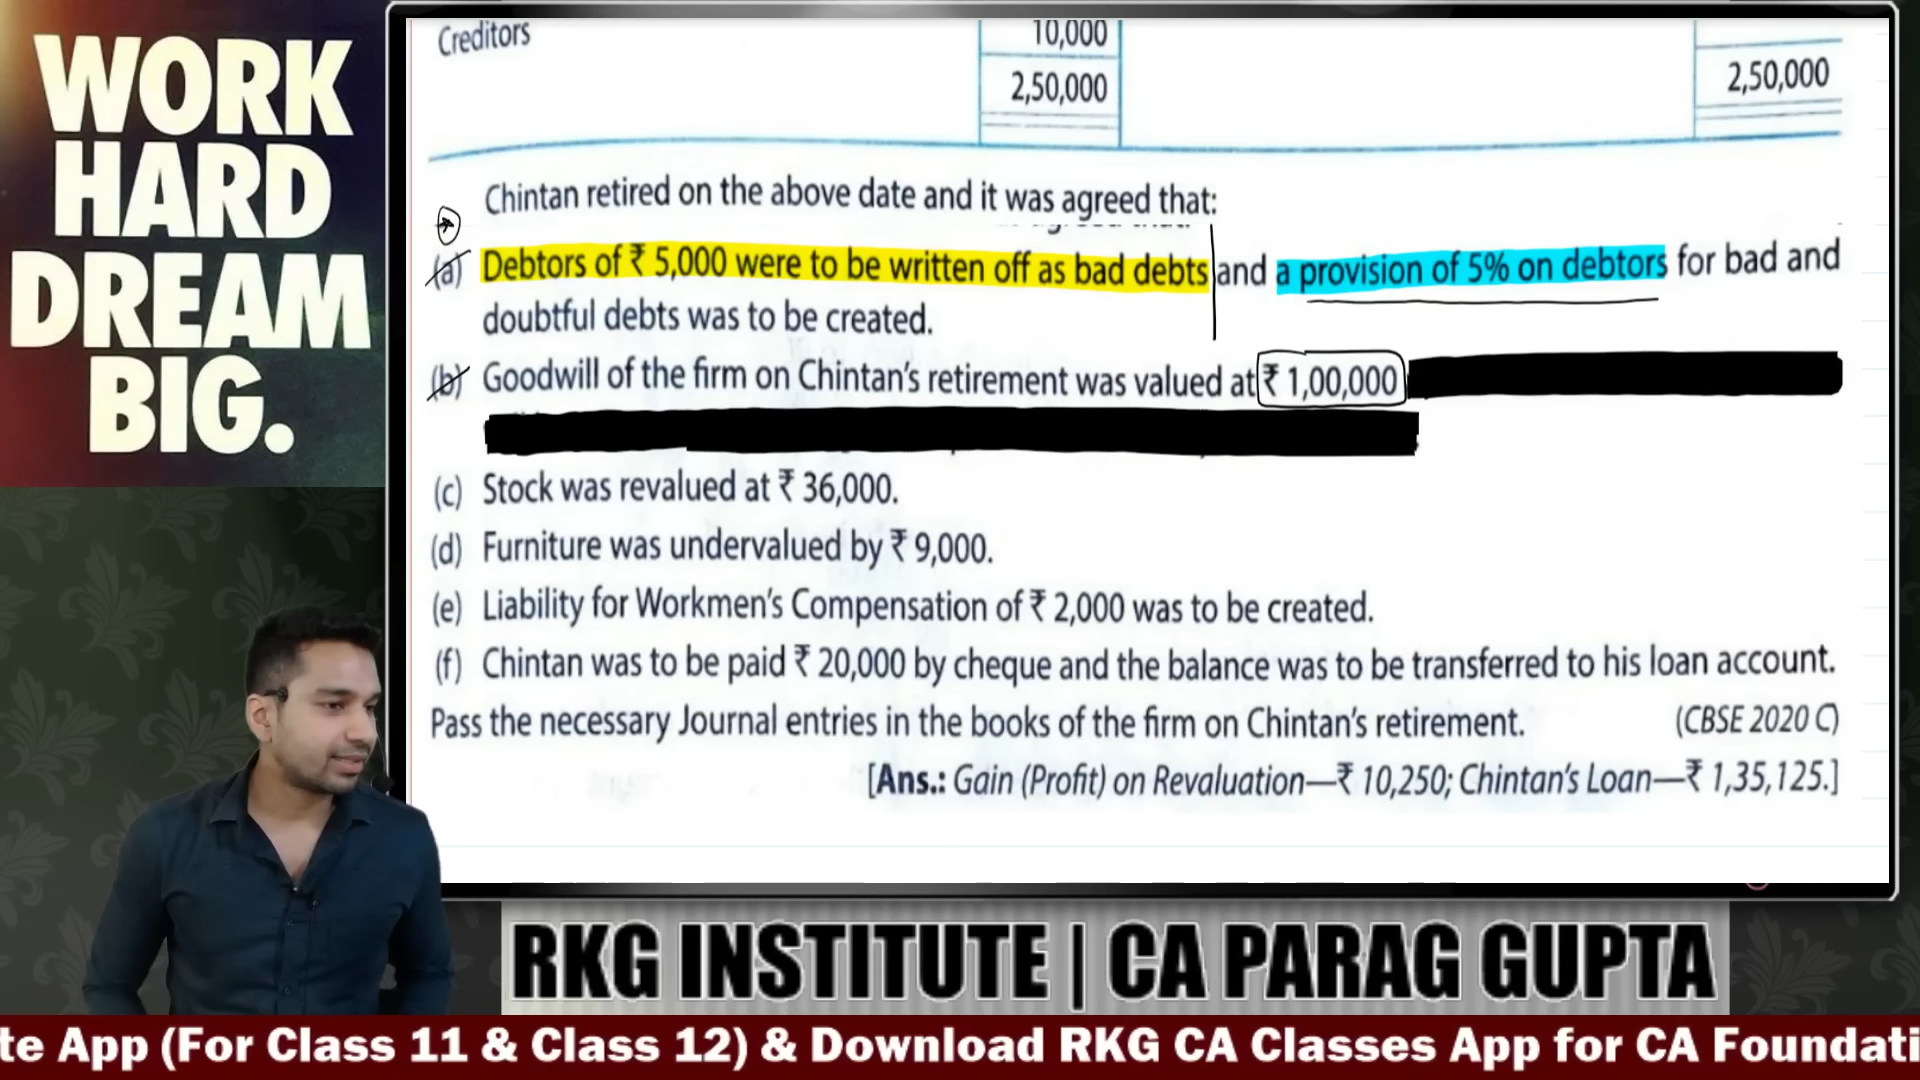 WORK
HARD
DREAM
BIG.
Creditors 10,000
2,50,000 2,50,000
Chintan retired on the above date and it was agreed that:
(a) Debtors of ₹ 5,000 were to be written off as bad debts and a provision of 5% on debtors for bad and
doubtful debts was to be created.
(b) Goodwill of the firm on Chintan's retirement was valued at ₹ 1,00,000
(c) Stock was revalued at ₹ 36,000.
(d) Furniture was undervalued by ₹ 9,000.
(e) Liability for Workmen's Compensation of ₹ 2,000 was to be created.
(f) Chintan was to be paid ₹ 20,000 by cheque and the balance was to be transferred to his loan account.
Pass the necessary Journal entries in the books of the firm on Chintan's retirement. (CBSE 2020 C)
[Ans.: Gain (Profit) on Revaluation—₹ 10,250; Chintan's Loan—₹ 1,35,125.]
RKG INSTITUTE | CA PARAG GUPTA
te App (For Class 11 & Class 12) & Download RKG CA Classes App for CA Foundati